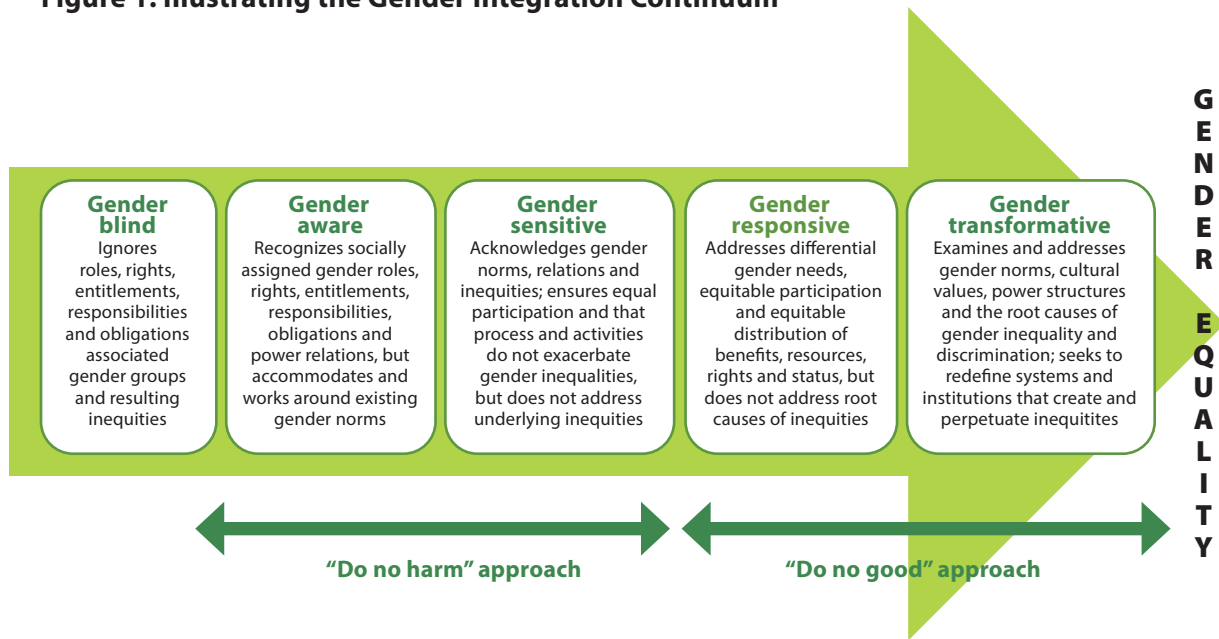 Figure 1: Illustrating the Gender Integration Continuum
Gender
blind
Ignores
roles, rights,
entitlements,
responsibilities
and obligations
associated
gender groups
and resulting
inequities
Gender
aware
Recognizes socially
assigned gender roles,
rights, entitlements,
responsibilities,
obligations and
power relations, but
accommodates and
works around existing
gender norms
Gender
sensitive
Acknowledges gender
norms, relations and
inequities; ensures equal
participation and that
process and activities
do not exacerbate
gender inequalities,
but does not address
underlying inequities
Gender
responsive
Addresses differential
gender needs,
equitable participation
and equitable
distribution of
benefits, resources,
rights and status, but
does not address root
causes of inequities
Gender
transformative
Examines and addresses
gender norms, cultural
values, power structures
and the root causes of
gender inequality and
discrimination; seeks to
redefine systems and
institutions that create and
perpetuate inequitites
GENDER EQUALITY
“Do no harm” approach
“Do no good” approach